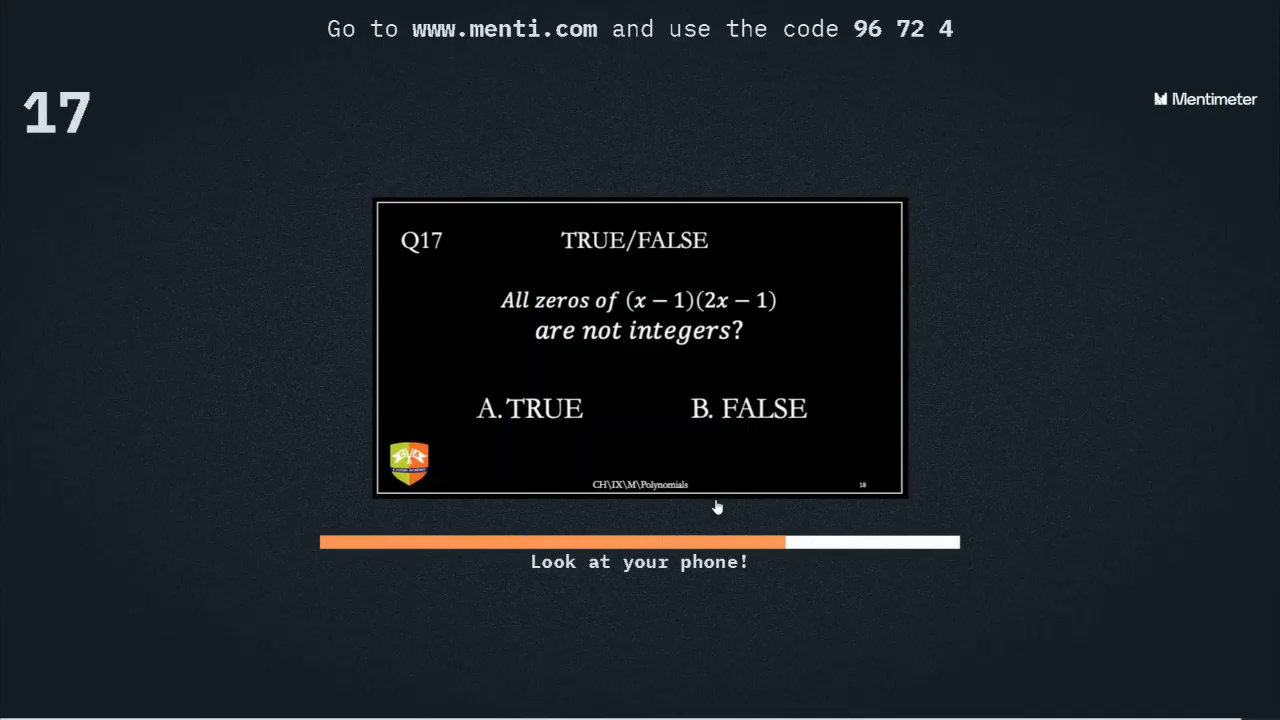 Go to www.menti.com and use the code 96 72 4
17
Mentimeter
Q17 TRUE/FALSE
All zeros of (x − 1)(2x − 1)
are not integers?
A. TRUE B. FALSE
CH\IX\M\Polynomials 18
Look at your phone!